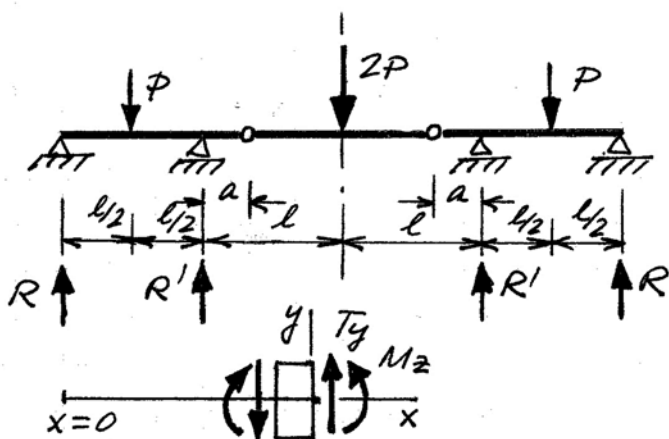 P 2P P
a a
l/2 l/2 l l l/2 l/2
R R' R' R
y Ty Mz
x=0 x